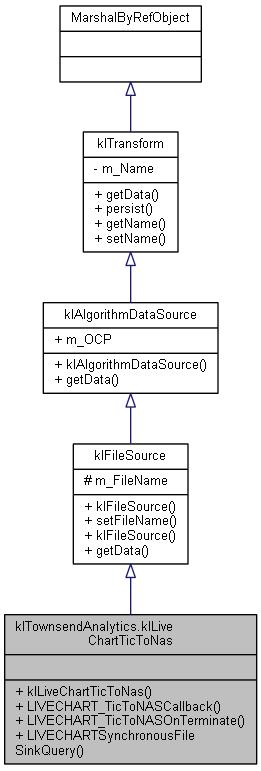 MarshalByRefObject
klTransform
- m_Name
+ getData()
+ persist()
+ getName()
+ setName()
klAlgorithmDataSource
+ m_OCP
+ klAlgorithmDataSource()
+ getData()
klFileSource
# m_FileName
+ klFileSource()
+ setFileName()
+ klFileSource()
+ getData()
klTownsendAnalytics.klLive
ChartTicToNas
+ klLiveChartTicToNas()
+ LIVECHART_TicToNASCallback()
+ LIVECHART_TicToNASOnTerminate()
+ LIVECHARTSynchronousFile
SinkQuery()